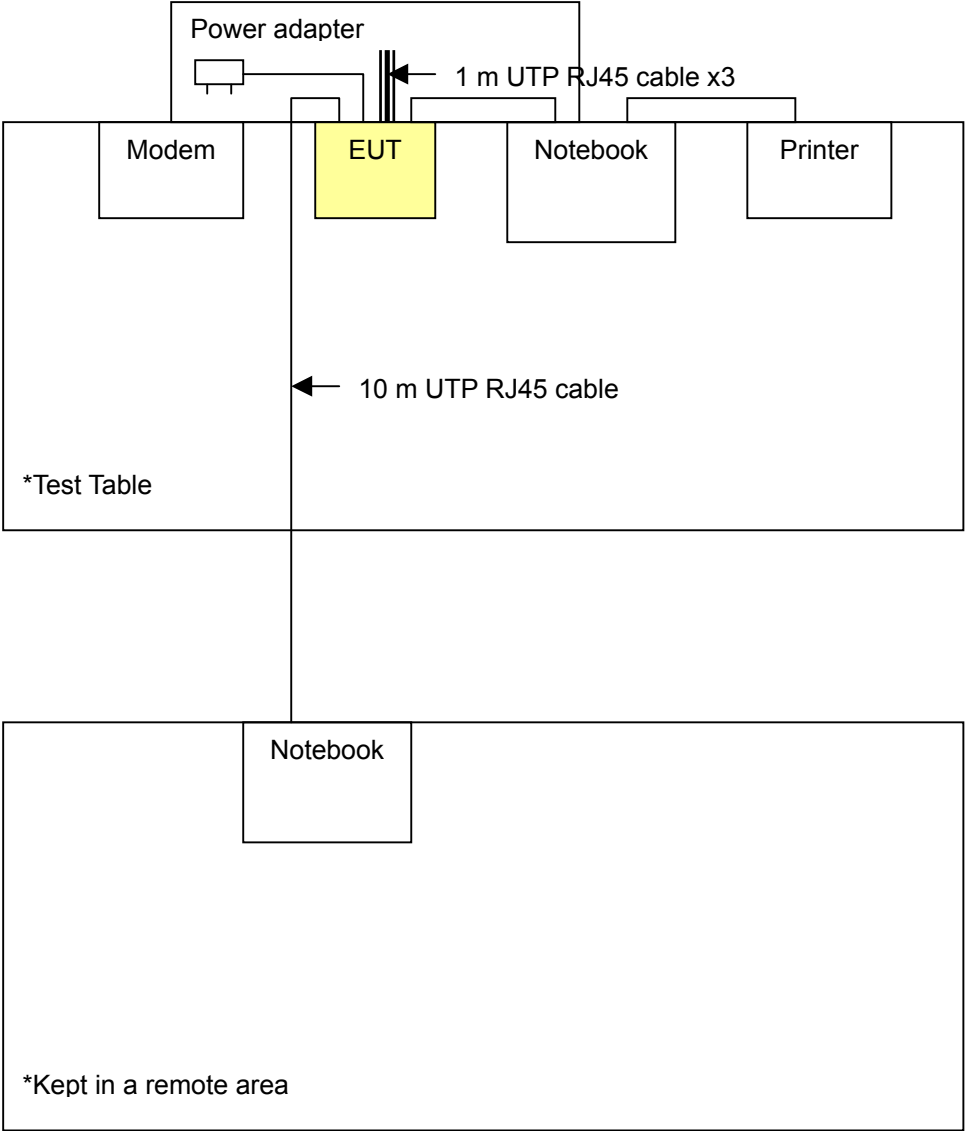 Power adapter
1 m UTP RJ45 cable x3
Modem
EUT
Notebook
Printer
10 m UTP RJ45 cable
*Test Table
Notebook
*Kept in a remote area